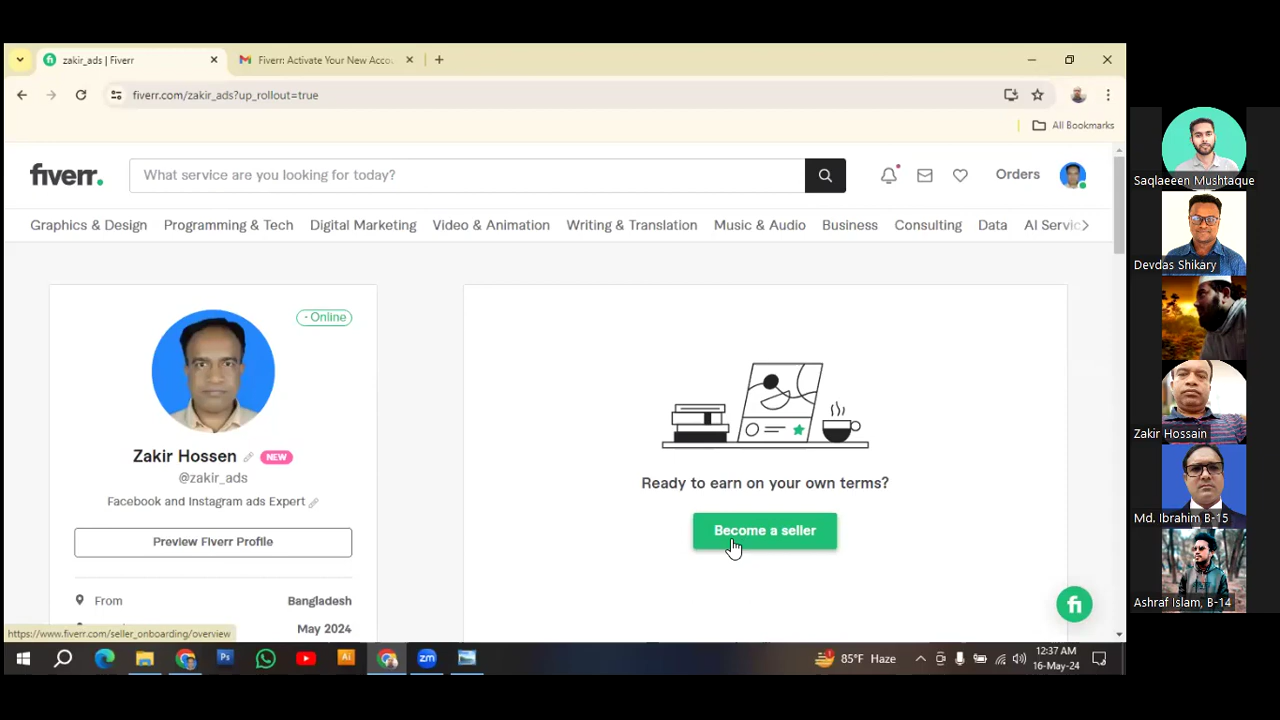 zakir_ads | Fiverr
Fiverr: Activate Your New Acco
fiverr.com/zakir_ads?up_rollout=true
All Bookmarks
fiverr.
What service are you looking for today?
Orders
Graphics & Design Programming & Tech Digital Marketing Video & Animation Writing & Translation Music & Audio Business Consulting Data AI Servic
Online
Zakir Hossen NEW
@zakir_ads
Facebook and Instagram ads Expert
Preview Fiverr Profile
From Bangladesh
May 2024
Ready to earn on your own terms?
Become a seller
fi
https://www.fiverr.com/seller_onboarding/overview
Ps
Ai
zm
85°F Haze
12:37 AM
16-May-24
Saqlaeeen Mushtaque
Devdas Shikary
Zakir Hossain
Md. Ibrahim B-15
Ashraf Islam, B-14